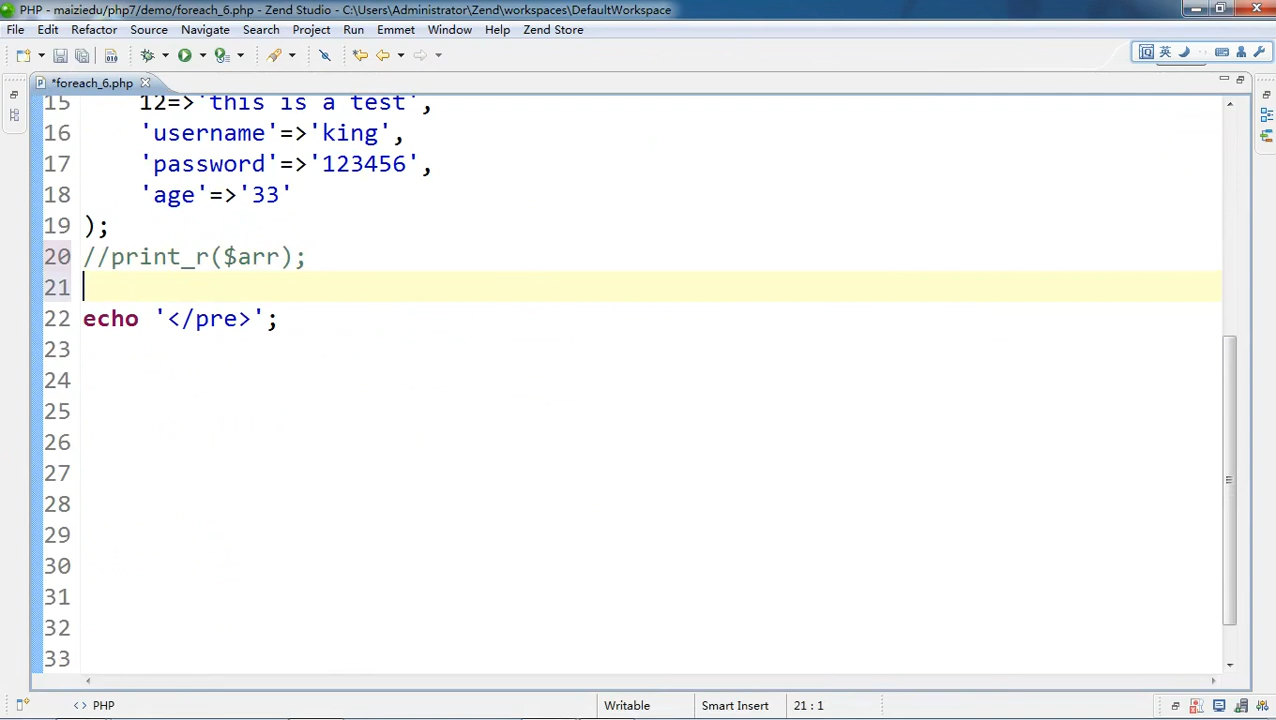 PHP - maiziedu/php7/demo/foreach_6.php - Zend Studio - C:\Users\Administrator\Zend\workspaces\DefaultWorkspace
File Edit Refactor Source Navigate Search Project Run Emmet Window Help Zend Store
英
*foreach_6.php
15 12=>'this is a test',
16 'username'=>'king',
17 'password'=>'123456',
18 'age'=>'33'
19 );
20 //print_r($arr);
21
22 echo '</pre>';
23
24
25
26
27
28
29
30
31
32
33
<> PHP Writable Smart Insert 21 : 1